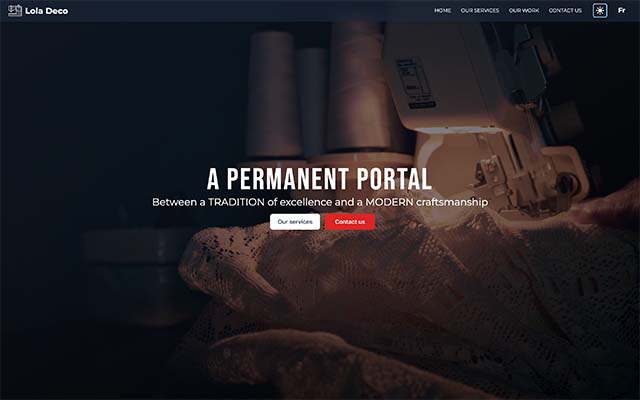 Lola Deco
HOME OUR SERVICES OUR WORK CONTACT US Fr
A PERMANENT PORTAL
Between a TRADITION of excellence and a MODERN craftsmanship
Our services Contact us